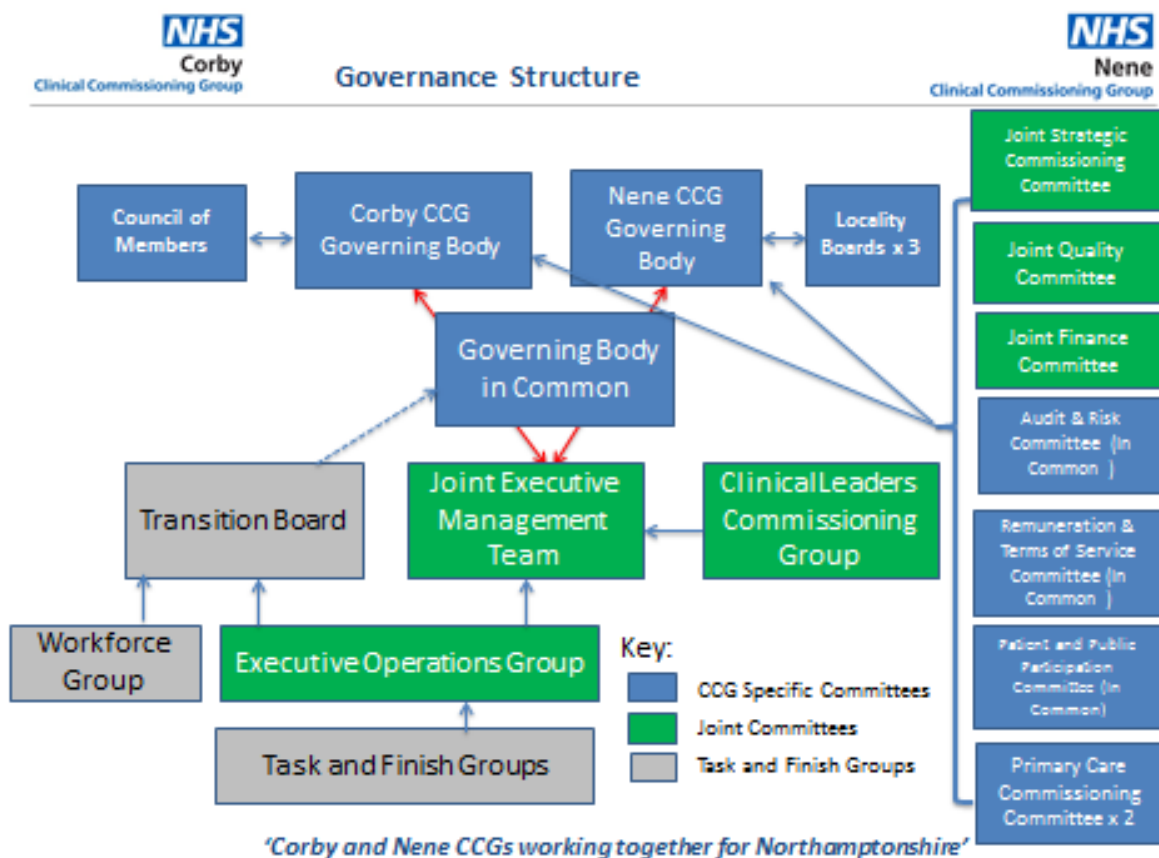 NHS
Corby
Clinical Commissioning Group
Governance Structure
NHS
Nene
Clinical Commissioning Group
Council of
Members
Corby CCG
Governing Body
Nene CCG
Governing
Body
Locality
Boards x 3
Governing Body
in Common
Transition Board
Joint Executive
Management
Team
Clinical Leaders
Commissioning
Group
Workforce
Group
Executive Operations Group
Task and Finish Groups
Key:
CCG Specific Committees
Joint Committees
Task and Finish Groups
Joint Strategic
Commissioning
Committee
Joint Quality
Committee
Joint Finance
Committee
Audit & Risk
Committee (In
Common )
Remuneration &
Terms of Service
Committee (In
Common )
Patient and Public
Participation
Committee (In
Common)
Primary Care
Commissioning
Committee x 2
'Corby and Nene CCGs working together for Northamptonshire'